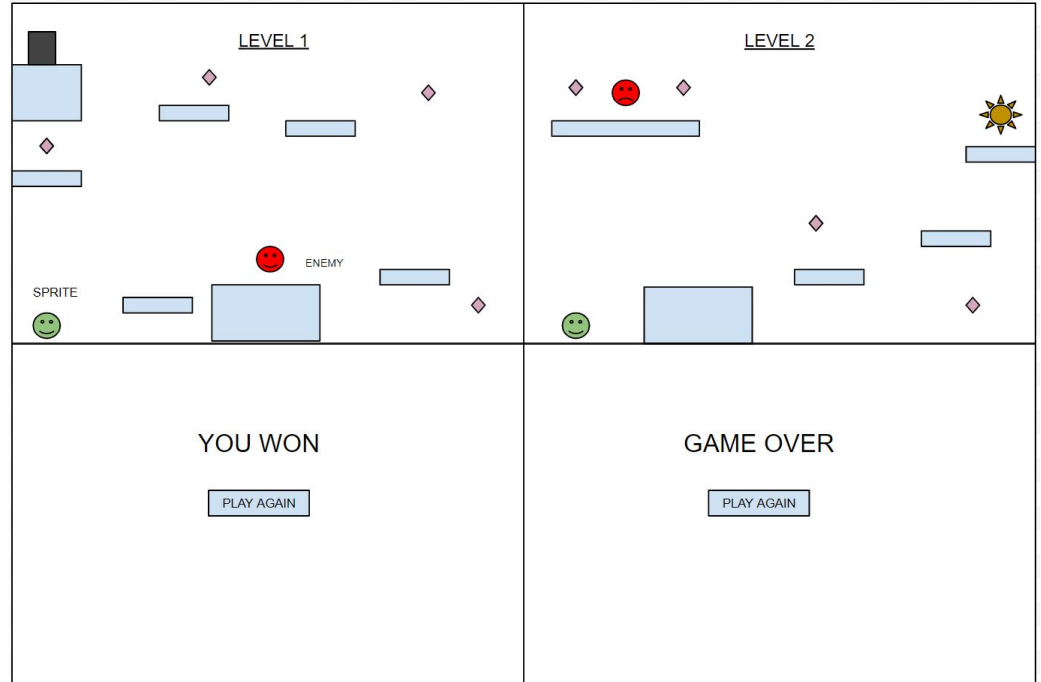 LEVEL 1
ENEMY
SPRITE
LEVEL 2
YOU WON
PLAY AGAIN
GAME OVER
PLAY AGAIN